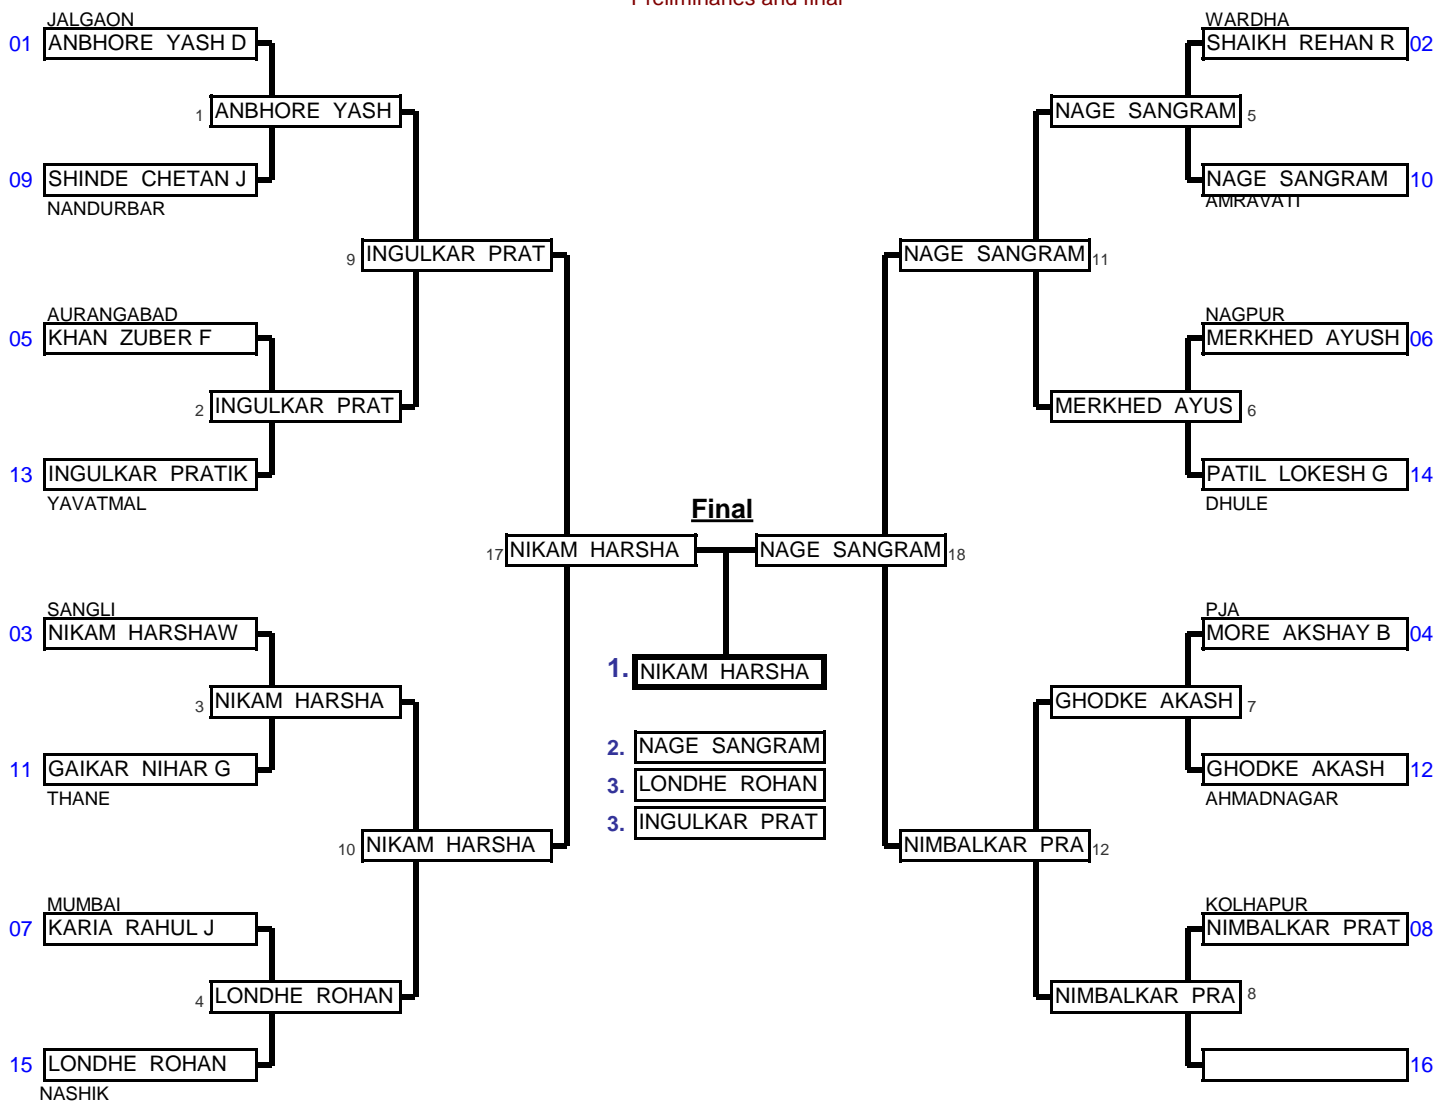 Preliminaries and final
JALGAON
01 ANBHORE YASH D
1 ANBHORE YASH
09 SHINDE CHETAN J
NANDURBAR
9 INGULKAR PRAT
AURANGABAD
05 KHAN ZUBER F
2 INGULKAR PRAT
13 INGULKAR PRATIK
YAVATMAL
17 NIKAM HARSHA
SANGLI
03 NIKAM HARSHAW
3 NIKAM HARSHA
11 GAIKAR NIHAR G
THANE
10 NIKAM HARSHA
MUMBAI
07 KARIA RAHUL J
4 LONDHE ROHAN
15 LONDHE ROHAN
NASHIK
Final
1. NIKAM HARSHA
2. NAGE SANGRAM
3. LONDHE ROHAN
3. INGULKAR PRAT
WARDHA
SHAIKH REHAN R 02
NAGE SANGRAM 5
NAGE SANGRAM 10
AMRAVATI
NAGE SANGRAM 11
NAGPUR
MERKHED AYUSH 06
MERKHED AYUS 6
PATIL LOKESH G 14
DHULE
NAGE SANGRAM 18
PJA
MORE AKSHAY B 04
GHODKE AKASH 7
GHODKE AKASH 12
AHMADNAGAR
NIMBALKAR PRA 12
KOLHAPUR
NIMBALKAR PRAT 08
NIMBALKAR PRA 8
16